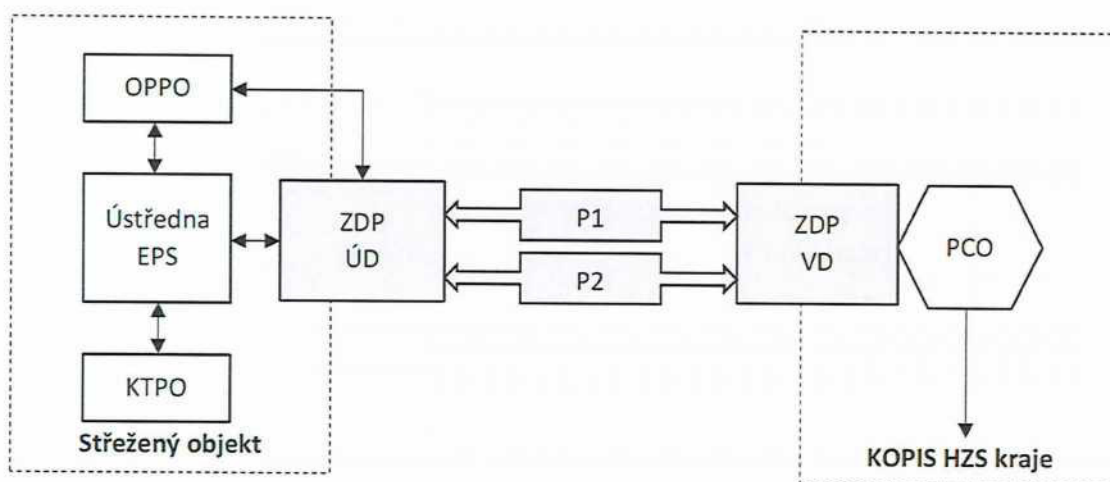 OPPO
Ústředna
EPS
KTPO
Střežený objekt
ZDP
ÚD
P1
P2
ZDP
VD
PCO
KOPIS HZS kraje